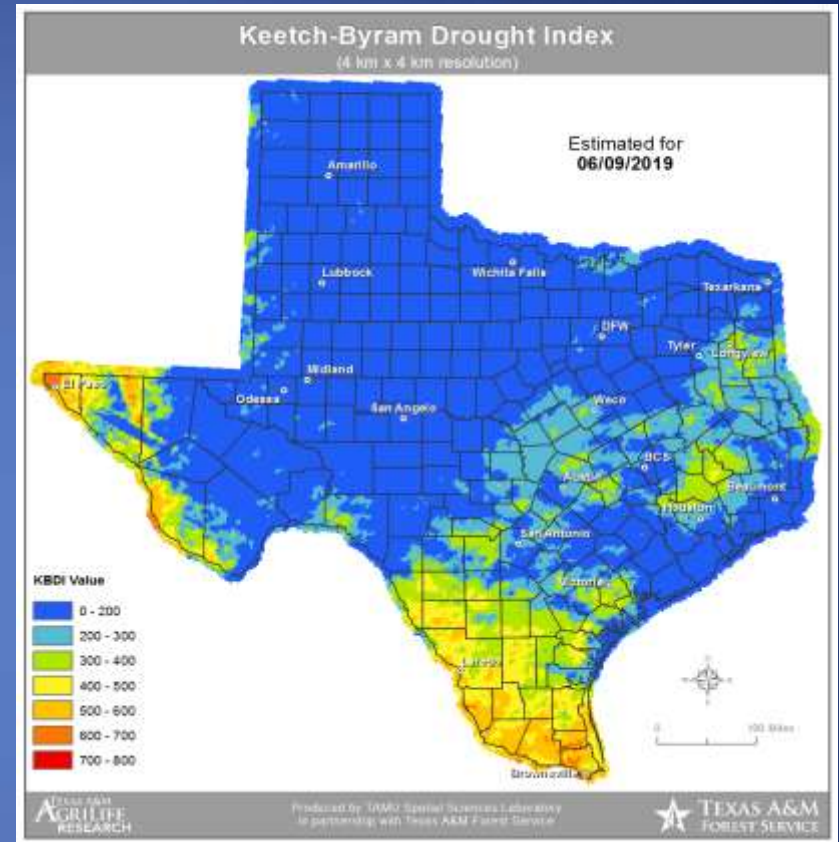 Keetch-Byram Drought Index
(4 km x 4 km resolution)
Estimated for
06/09/2019
Amarillo
Lubbock
Wichita Falls
Texarkana
DFW
Tyler
Longview
El Paso
Midland
Odessa
San Angelo
Waco
BCS
Austin
Beaumont
Houston
San Antonio
Victoria
KBDI Value
0 - 200
200 - 300
300 - 400
400 - 500
500 - 600
600 - 700
700 - 800
Laredo
0 100 Miles
Brownsville
TEXAS A&M
AGRILIFE
RESEARCH
Produced by TAMU Spatial Sciences Laboratory
in partnership with Texas A&M Forest Service
TEXAS A&M
FOREST SERVICE